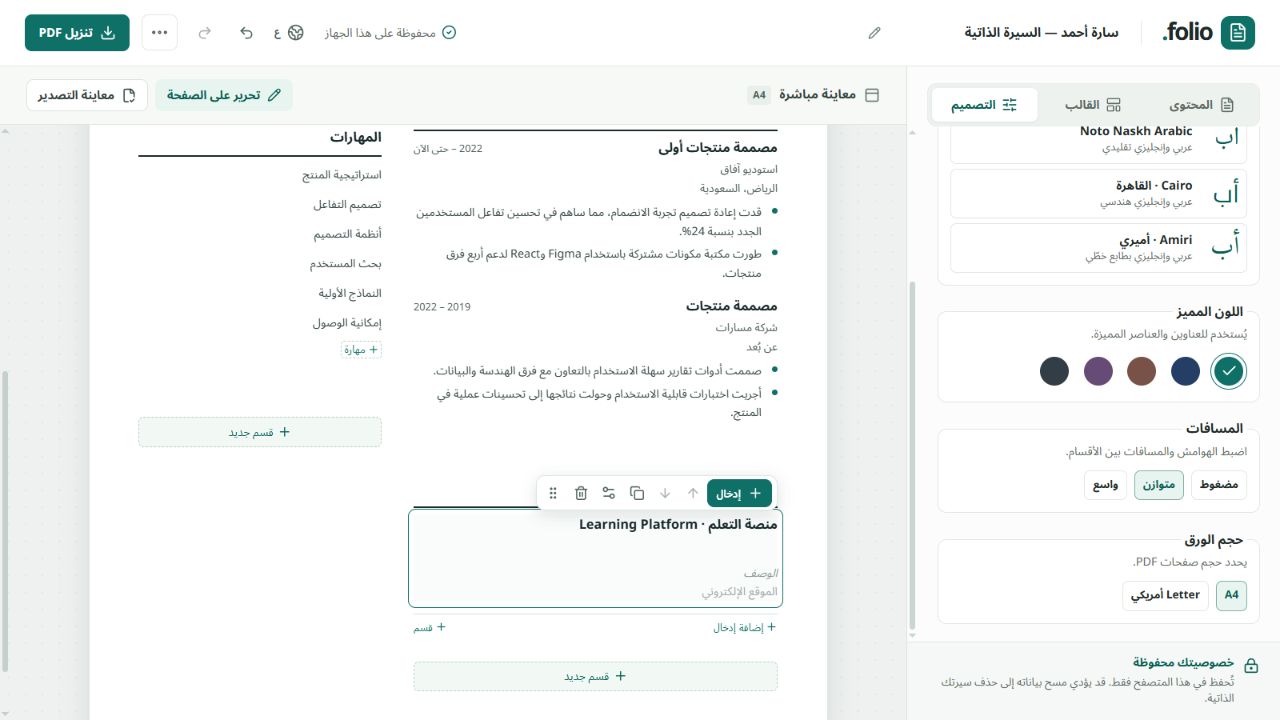 folio.
سارة أحمد — السيرة الذاتية
محفوظة على هذا الجهاز
ع
تنزيل PDF
المحتوى
القالب
التصميم
أب
Noto Naskh Arabic
عربي وإنجليزي تقليدي
أب
Cairo · القاهرة
عربي وإنجليزي هندسي
أب
Amiri · أميري
عربي وإنجليزي بطابع خطّي
اللون المميز
يُستخدم للعناوين والعناصر المميزة.
المسافات
اضبط الهوامش والمسافات بين الأقسام.
مضغوط
متوازن
واسع
حجم الورق
يحدد حجم صفحات PDF.
A4
Letter أمريكي
خصوصيتك محفوظة
تُحفظ في هذا المتصفح فقط. قد يؤدي مسح بياناته إلى حذف سيرتك
الذاتية.
معاينة مباشرة
A4
تحرير على الصفحة
معاينة التصدير
مصممة منتجات أولى
2022 – حتى الآن
استوديو آفاق
الرياض، السعودية
قدت إعادة تصميم تجربة الانضمام، مما ساهم في تحسين تفاعل المستخدمين
الجدد بنسبة 24%.
طورت مكتبة مكونات مشتركة باستخدام Figma وReact لدعم أربع فرق
منتجات.
مصممة منتجات
2019 – 2022
شركة مسارات
عن بُعد
صممت أدوات تقارير سهلة الاستخدام بالتعاون مع فرق الهندسة والبيانات.
أجريت اختبارات قابلية الاستخدام وحولت نتائجها إلى تحسينات عملية في
المنتج.
إدخال
منصة التعلم · Learning Platform
الوصف
الموقع الإلكتروني
+ إضافة إدخال
+ قسم
+ قسم جديد
المهارات
استراتيجية المنتج
تصميم التفاعل
أنظمة التصميم
بحث المستخدم
النماذج الأولية
إمكانية الوصول
+ مهارة
+ قسم جديد